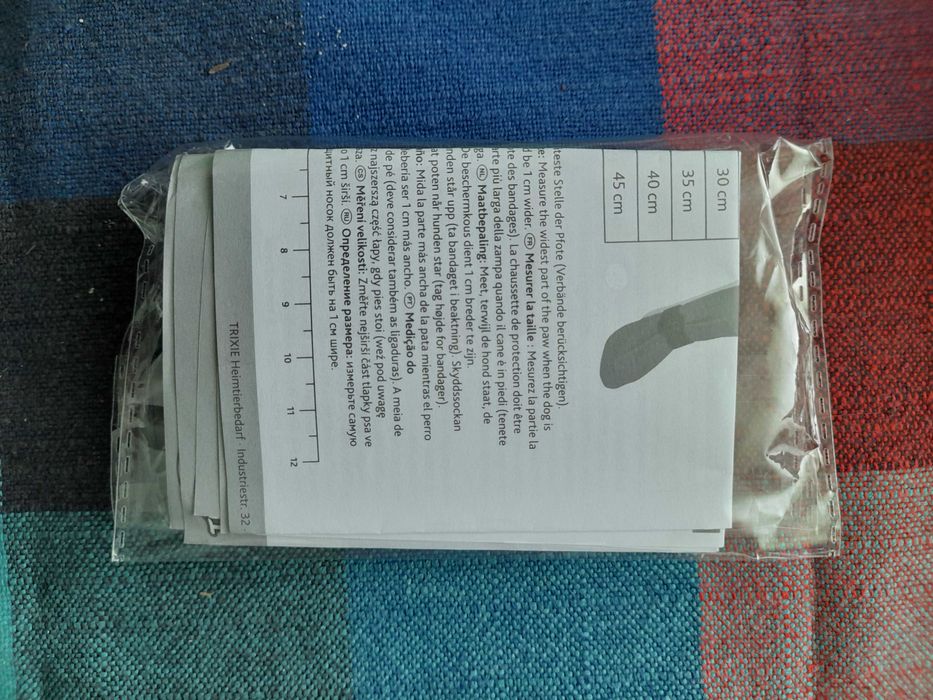 30 cm
35 cm
40 cm
45 cm
teste Stelle der Pfote (Verbände berücksichtigen).
e: Measure the widest part of the paw when the dog is
d be 1 cm wider. FR Mesurer la taille : Mesurez la partie la
te des bandages). La chaussette de protection doit être
rte più larga della zampa quando il cane è in piedi (tenete
ga. NL Maatbepaling: Meet, terwijl de hond staat, de
De beschermkous dient 1 cm breder te zijn.
nden står upp (ta bandaget i beaktning). Skyddssockan
at poten når hunden star (tag højde for bandager).
ño: Mida la parte más ancha de la pata mientras el perro
debería ser 1 cm más ancho. PT Medição do
de pé (deve considerar também as ligaduras). A meia de
z najszerszą część łapy, gdy pies stoi (weź pod uwagę
za. CS Měření velikosti: Změřte nejširší část tlapky psa ve
o 1 cm širší. RU Определение размера: измерьте самую
щитный носок должен быть на 1 см шире.
7 8 9 10 11 12
TRIXIE Heimtierbedarf · Industriestr. 32 ·